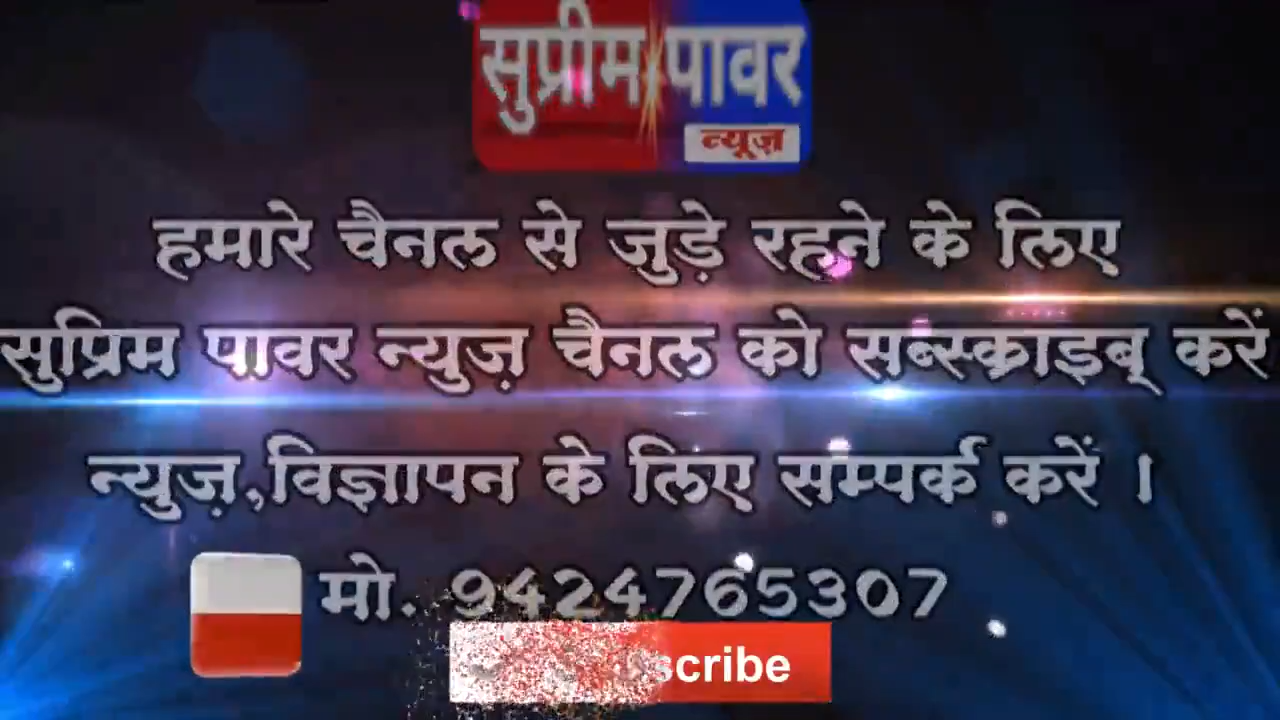 सुप्रीम पावर
न्यूज़
हमारे चैनल से जुड़े रहने के लिए
सुप्रिम पावर न्युज़ चैनल को सब्स्क्राइब् करें
न्युज़,विज्ञापन के लिए सम्पर्क करें ।
मो. 9424765307
scribe